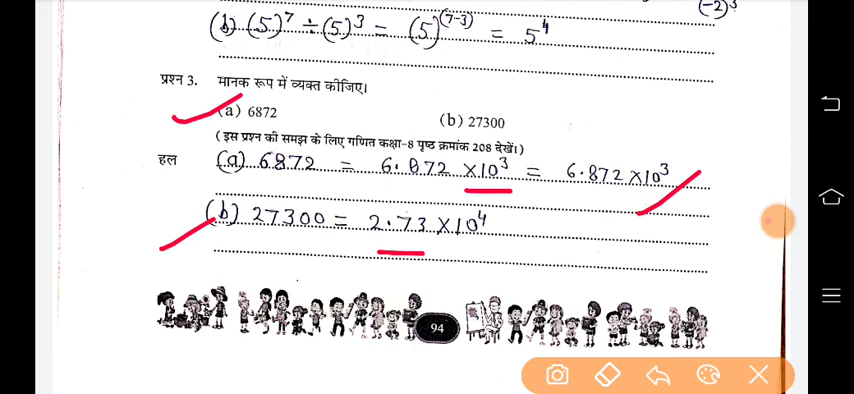 (-2)³
(b) (5)⁷ ÷ (5)³ = (5)⁽⁷⁻³⁾ = 5⁴
प्रश्न 3. मानक रूप में व्यक्त कीजिए।
(a) 6872 (b) 27300
( इस प्रश्न की समझ के लिए गणित कक्षा-8 पृष्ठ क्रमांक 208 देखें। )
हल (a) 6872 = 6.872 ×10³ = 6.872×10³
(b) 27300 = 2.73 ×10⁴
94